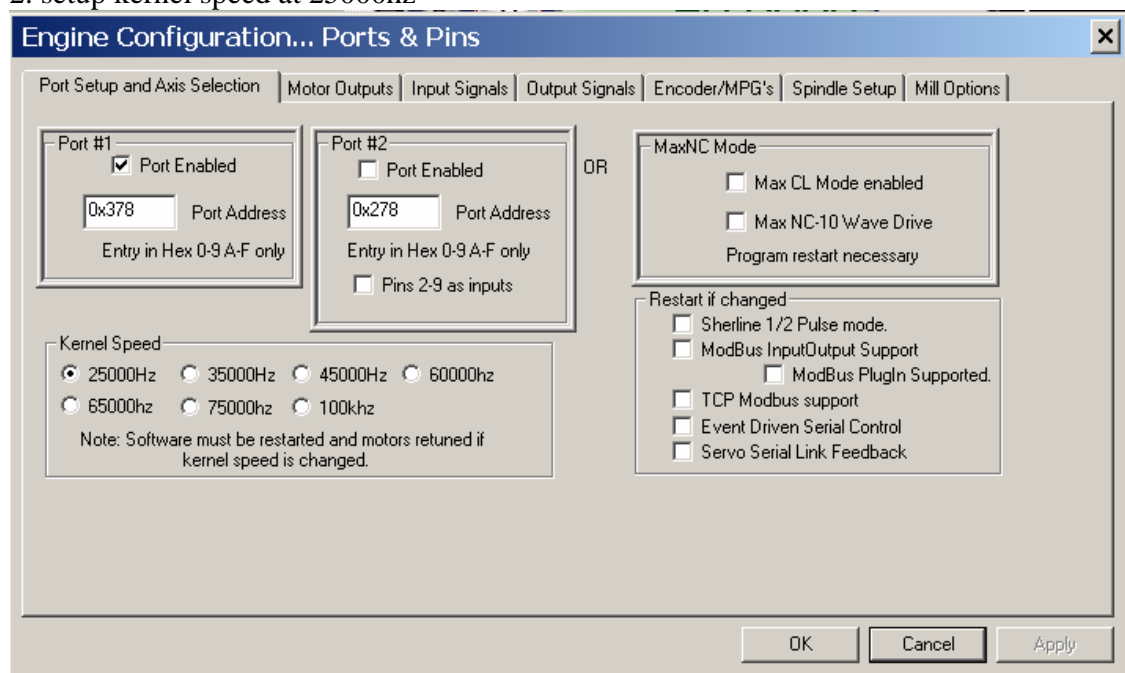 2. setup kernel speed at 25000hz
Engine Configuration... Ports & Pins
Port Setup and Axis Selection Motor Outputs Input Signals Output Signals Encoder/MPG's Spindle Setup Mill Options
Port #1
Port Enabled
0x378 Port Address
Entry in Hex 0-9 A-F only
Port #2
Port Enabled
0x278 Port Address
Entry in Hex 0-9 A-F only
Pins 2-9 as inputs
OR
MaxNC Mode
Max CL Mode enabled
Max NC-10 Wave Drive
Program restart necessary
Kernel Speed
25000Hz 35000Hz 45000Hz 60000hz
65000hz 75000hz 100khz
Note: Software must be restarted and motors retuned if
kernel speed is changed.
Restart if changed
Sherline 1/2 Pulse mode.
ModBus InputOutput Support
ModBus PlugIn Supported.
TCP Modbus support
Event Driven Serial Control
Servo Serial Link Feedback
OK Cancel Apply